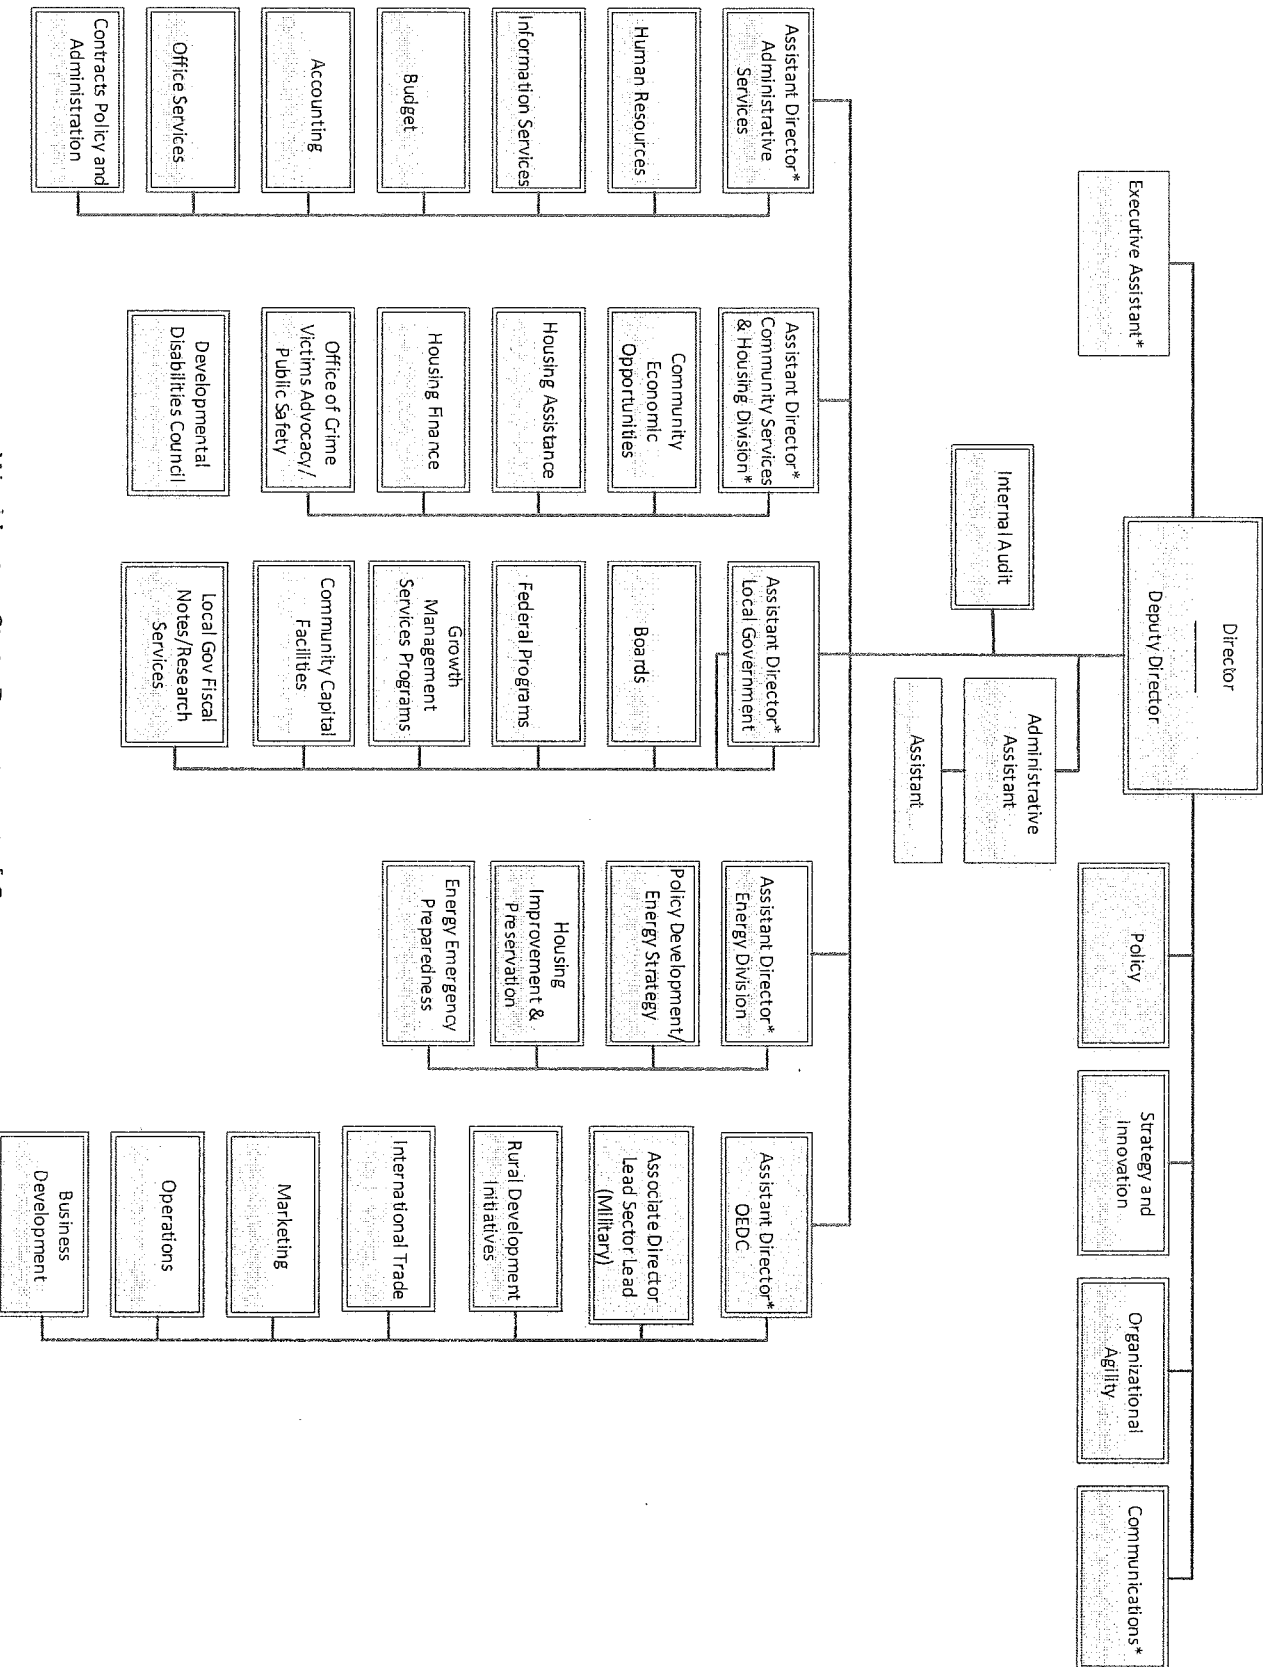 Director
Deputy Director
Executive Assistant*
Policy
Strategy and
Innovation
Organizational
Agility
Communications*
Internal Audit
Administrative
Assistant
Assistant
Assistant Director*
Administrative
Services
Human Resources
Information Services
Budget
Accounting
Office Services
Contracts Policy and
Administration
Assistant Director*
Community Services
& Housing Division*
Community
Economic
Opportunities
Housing Assistance
Housing Finance
Office of Crime
Victims Advocacy/
Public Safety
Developmental
Disabilities Council
Assistant Director*
Local Government
Boards
Federal Programs
Growth
Management
Services Programs
Community Capital
Facilities
Local Gov Fiscal
Notes/Research
Services
Assistant Director*
Energy Division
Policy Development/
Energy Strategy
Housing
Improvement &
Preservation
Energy Emergency
Preparedness
Assistant Director*
OEDC
Associate Director
Lead Sector Lead
(Military)
Rural Development
Initiatives
International Trade
Marketing
Operations
Business
Development